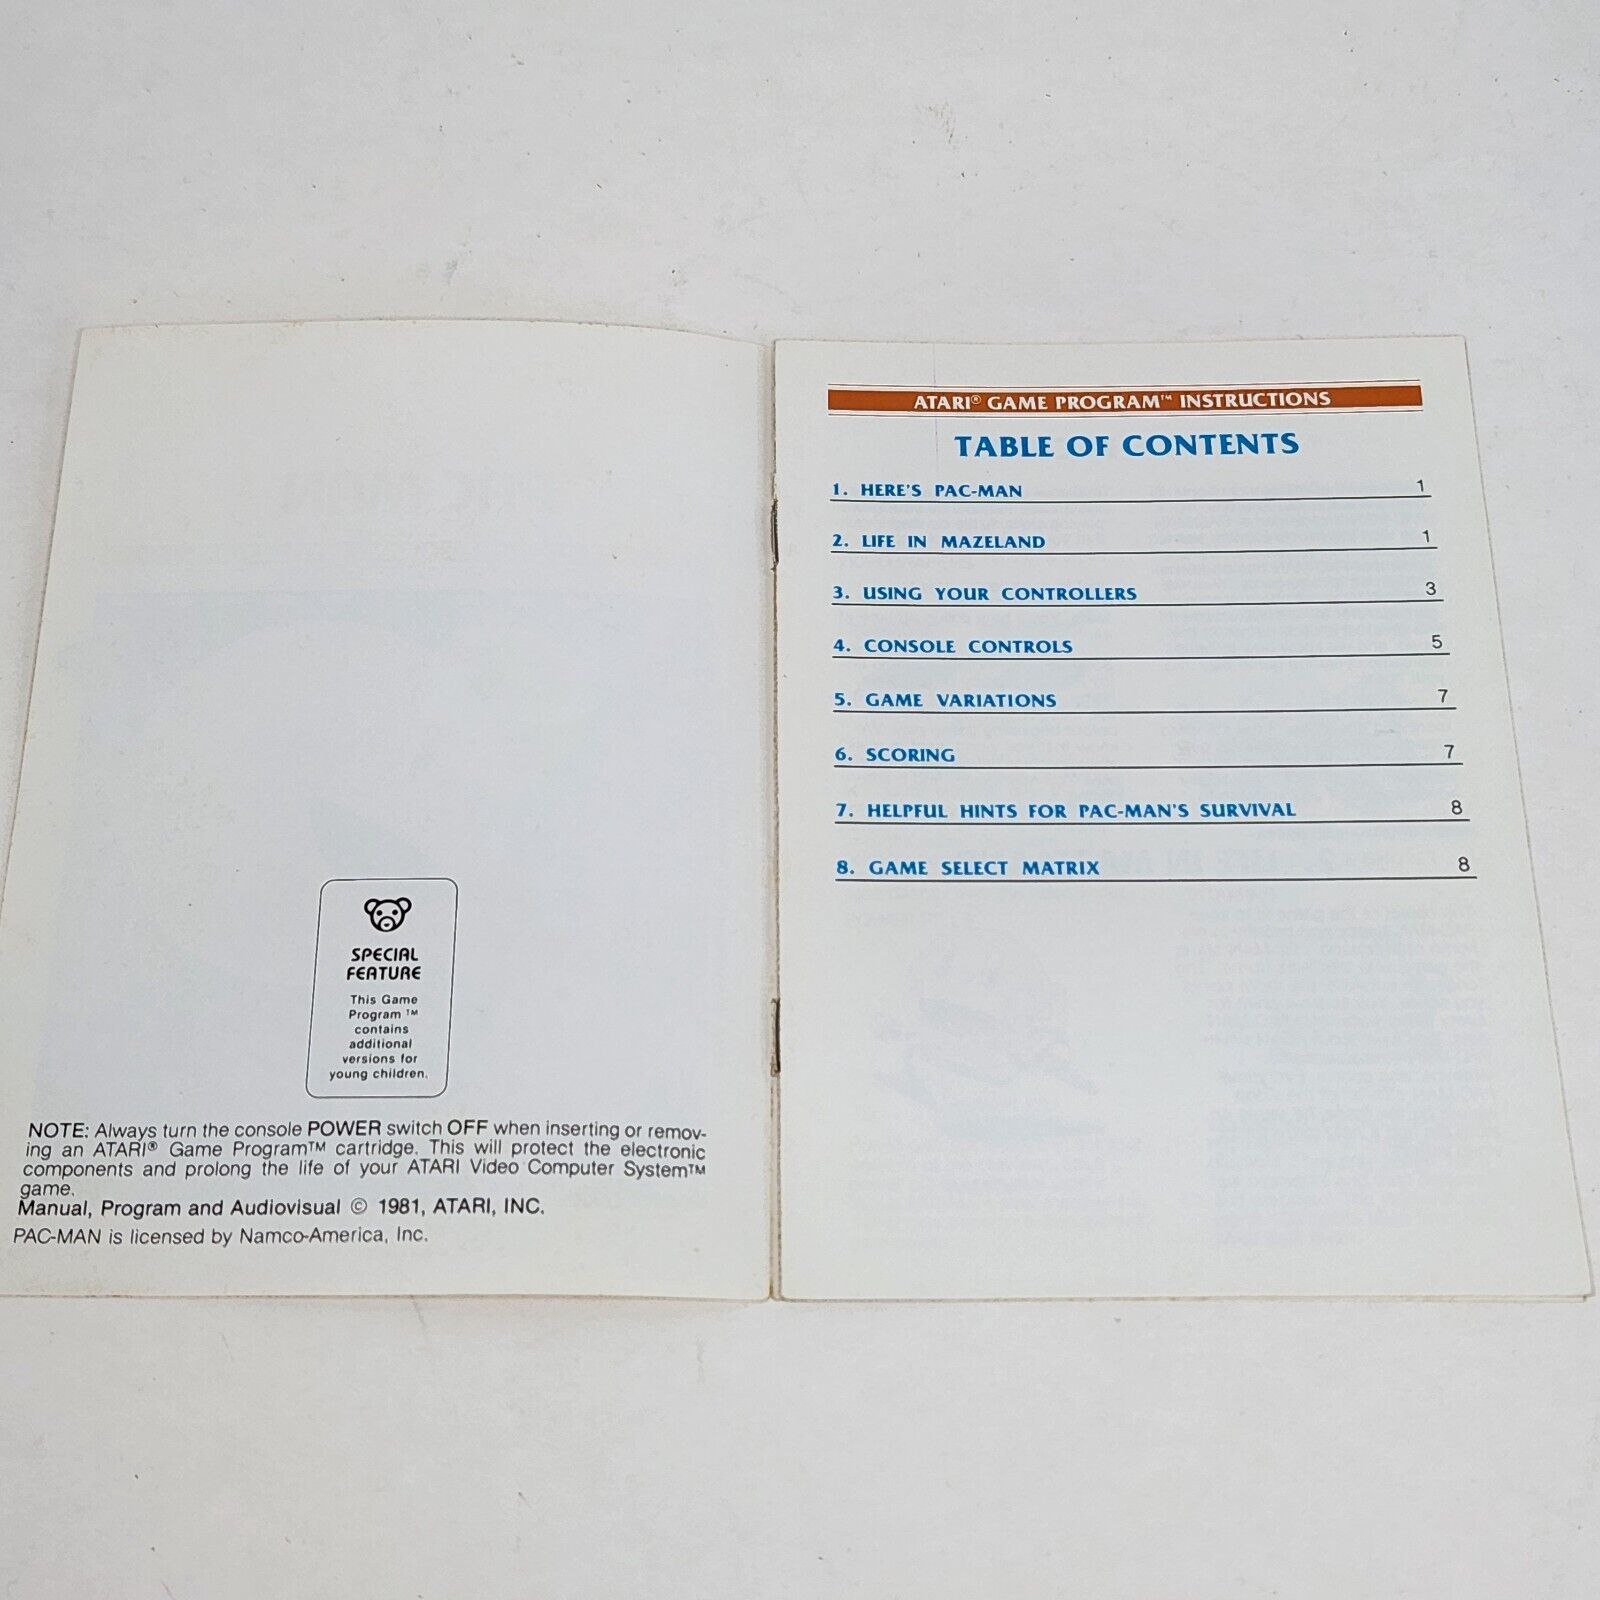 SPECIAL
FEATURE
This Game
Program ™
contains
additional
versions for
young children.
NOTE: Always turn the console POWER switch OFF when inserting or remov-
ing an ATARI® Game Program™ cartridge. This will protect the electronic
components and prolong the life of your ATARI Video Computer System™
game.
Manual, Program and Audiovisual © 1981, ATARI, INC.
PAC-MAN is licensed by Namco-America, Inc.
ATARI® GAME PROGRAM™ INSTRUCTIONS
TABLE OF CONTENTS
1. HERE'S PAC-MAN 1
2. LIFE IN MAZELAND 1
3. USING YOUR CONTROLLERS 3
4. CONSOLE CONTROLS 5
5. GAME VARIATIONS 7
6. SCORING 7
7. HELPFUL HINTS FOR PAC-MAN'S SURVIVAL 8
8. GAME SELECT MATRIX 8